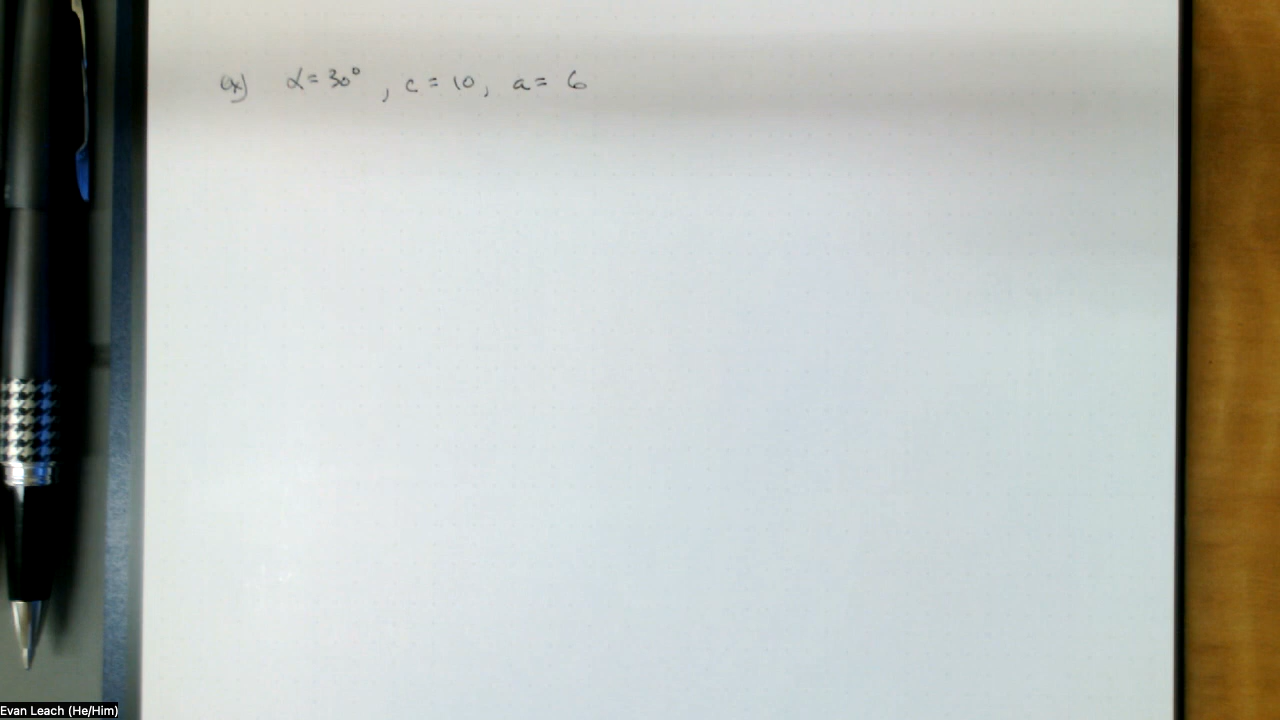 ex) α = 30° , c = 10, a = 6
Evan Leach (He/Him)